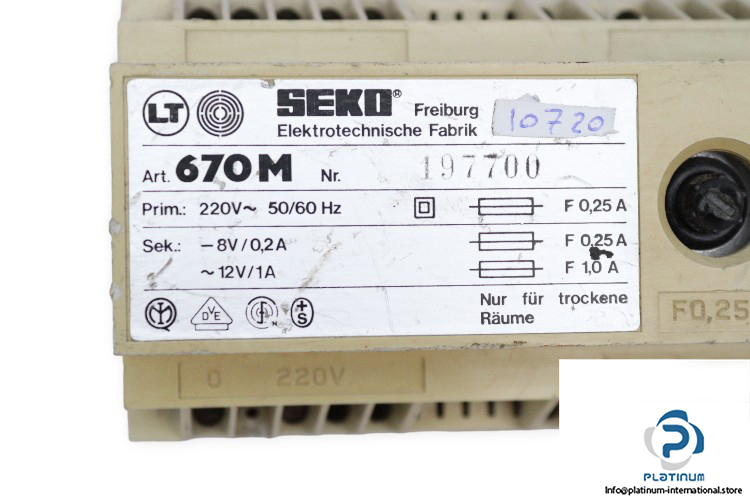 LT SEKO® Freiburg
Elektrotechnische Fabrik
10720
Art. 670M Nr. 197700
Prim.: 220V~ 50/60 Hz F 0,25 A
Sek.: –8V/0,2A F 0,25 A
~12V/1A F 1,0 A
DVE N +S
Nur für trockene
Räume
F0,25
0 220V
PLATINUM
Info@platinum-international.store